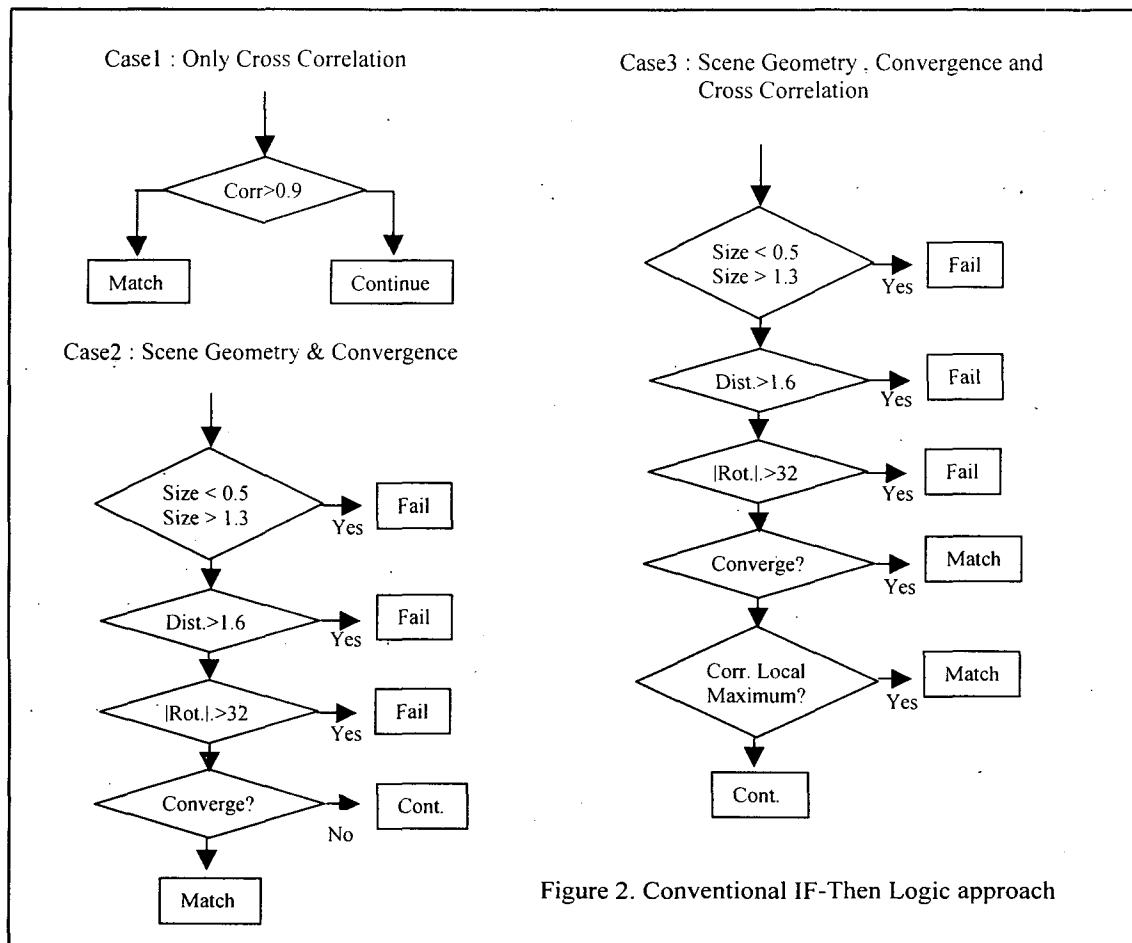 Case1 : Only Cross Correlation
Corr>0.9
Match
Continue
Case2 : Scene Geometry & Convergence
Size < 0.5
Size > 1.3
Yes
Fail
Dist.>1.6
Yes
Fail
|Rot.|.>32
Yes
Fail
Converge?
No
Cont.
Match
Case3 : Scene Geometry , Convergence and
Cross Correlation
Size < 0.5
Size > 1.3
Yes
Fail
Dist.>1.6
Yes
Fail
|Rot.|.>32
Yes
Fail
Converge?
Yes
Match
Corr. Local
Maximum?
Yes
Match
Cont.
Figure 2. Conventional IF-Then Logic approach